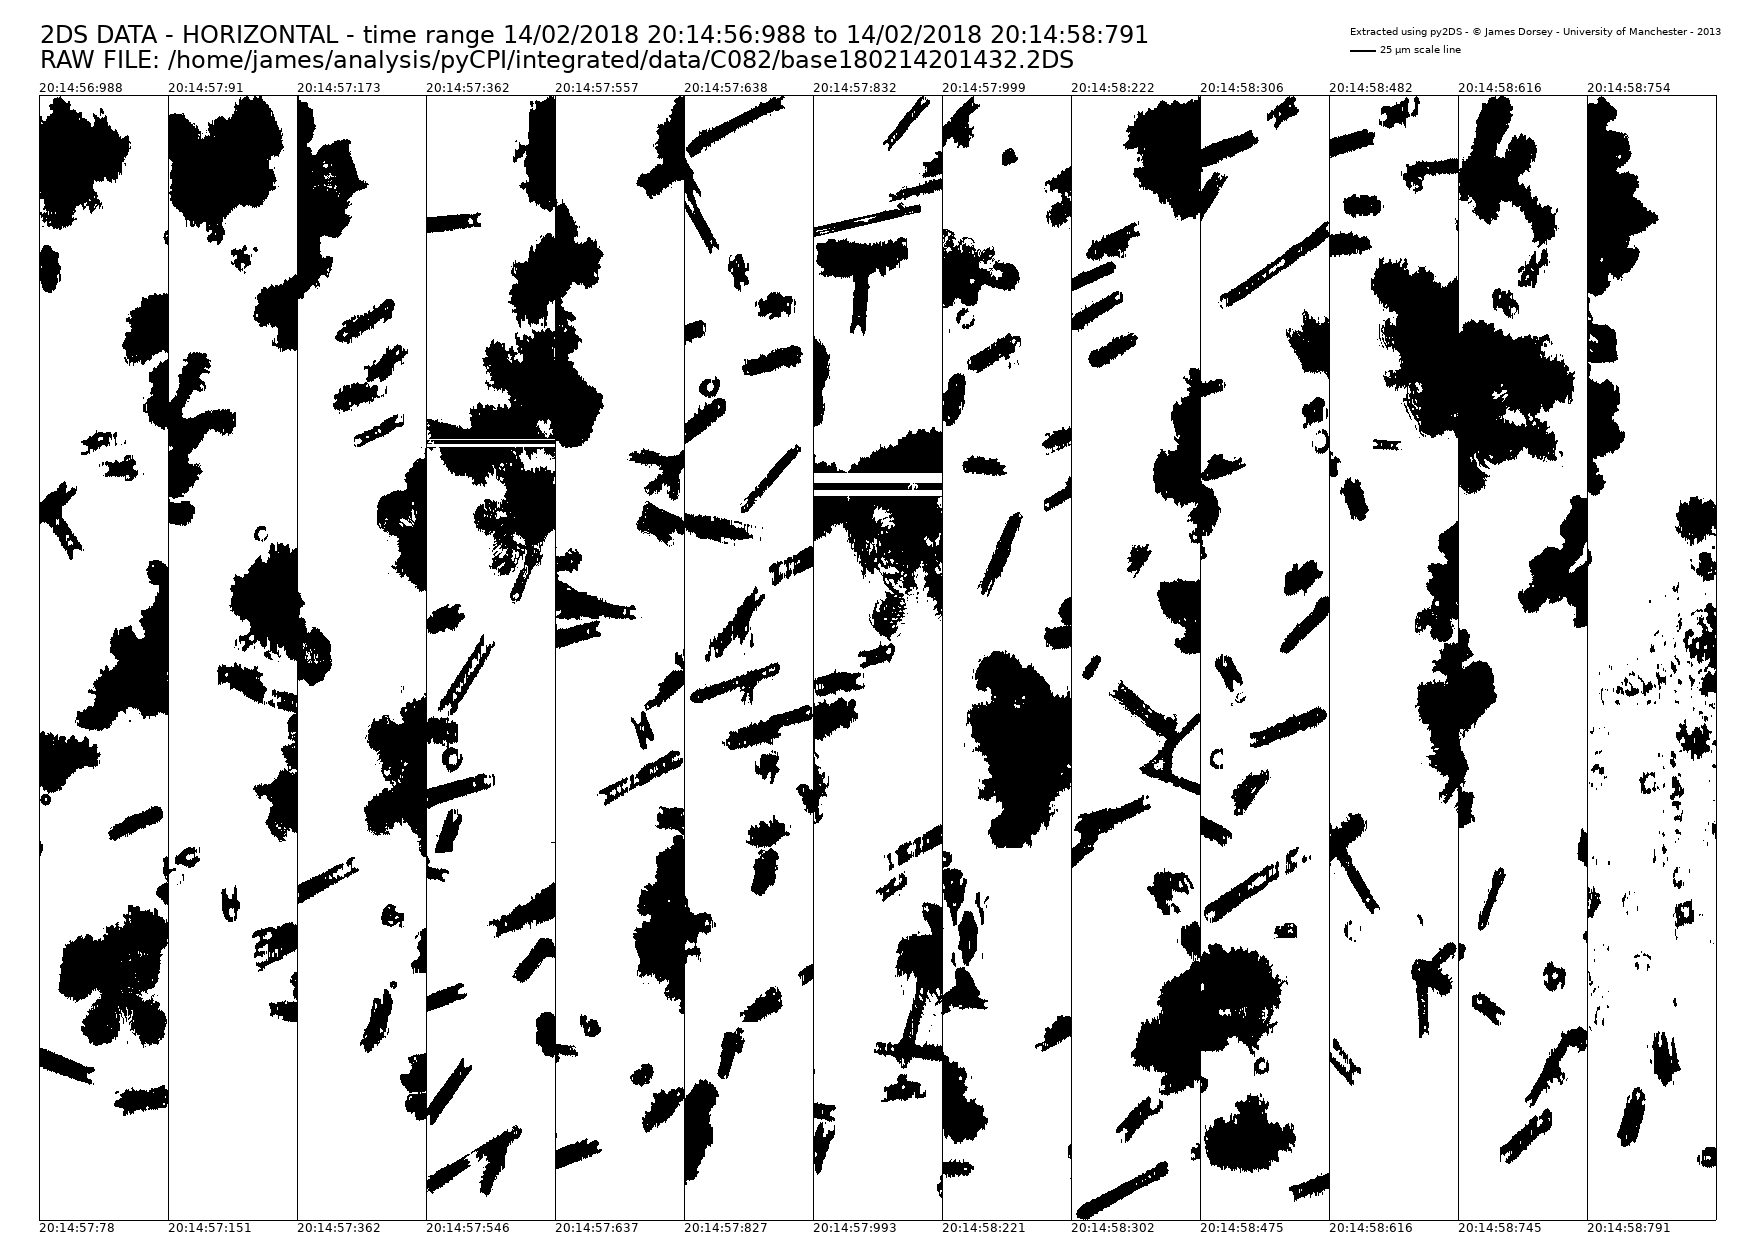 2DS DATA - HORIZONTAL - time range 14/02/2018 20:14:56:988 to 14/02/2018 20:14:58:791
RAW FILE: /home/james/analysis/pyCPI/integrated/data/C082/base180214201432.2DS
Extracted using py2DS - © James Dorsey - University of Manchester - 2013
25 µm scale line
20:14:56:988 20:14:57:91 20:14:57:173 20:14:57:362 20:14:57:557 20:14:57:638 20:14:57:832 20:14:57:999 20:14:58:222 20:14:58:306 20:14:58:482 20:14:58:616 20:14:58:754
20:14:57:78 20:14:57:151 20:14:57:362 20:14:57:546 20:14:57:637 20:14:57:827 20:14:57:993 20:14:58:221 20:14:58:302 20:14:58:475 20:14:58:616 20:14:58:745 20:14:58:791